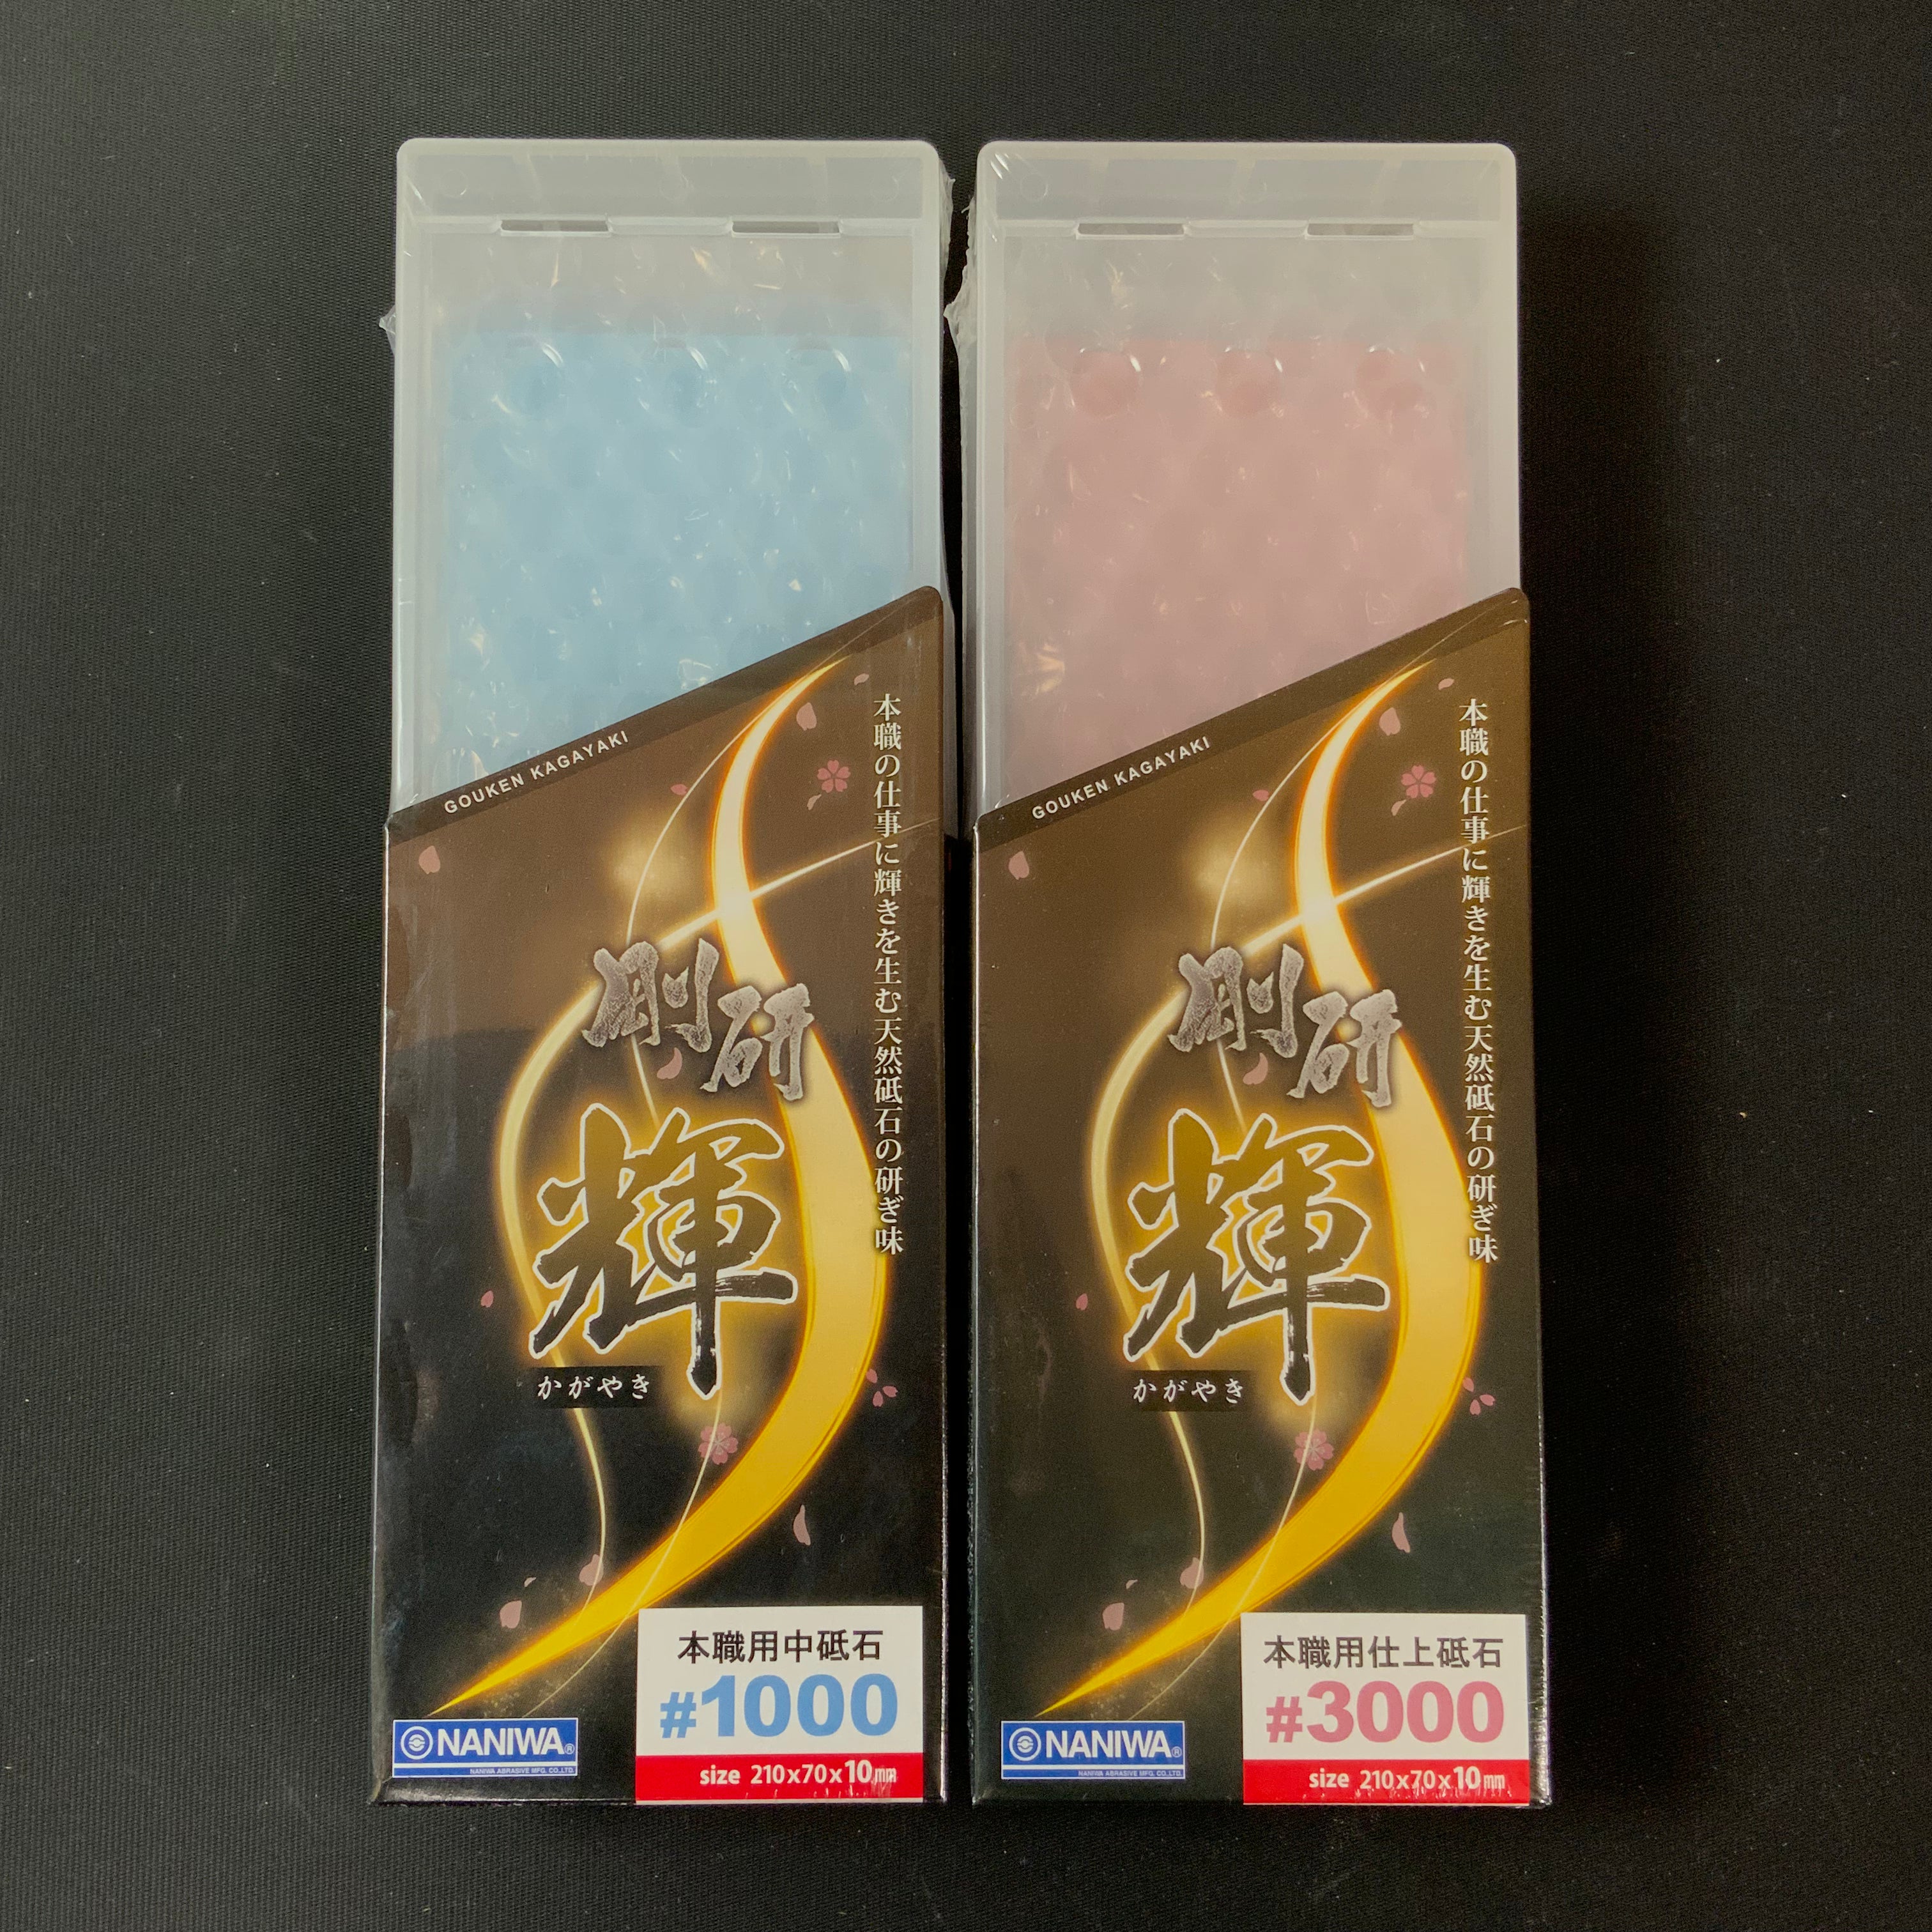 GOUKEN KAGAYAKI
本職の仕事に輝きを生む天然砥石の研ぎ味
剛研
輝
かがやき
本職用中砥石
#1000
size 210x70x10mm
NANIWA®
NANIWA ABRASIVE MFG. CO.,LTD.
GOUKEN KAGAYAKI
本職の仕事に輝きを生む天然砥石の研ぎ味
剛研
輝
かがやき
本職用仕上砥石
#3000
size 210x70x10mm
NANIWA®
NANIWA ABRASIVE MFG. CO.,LTD.